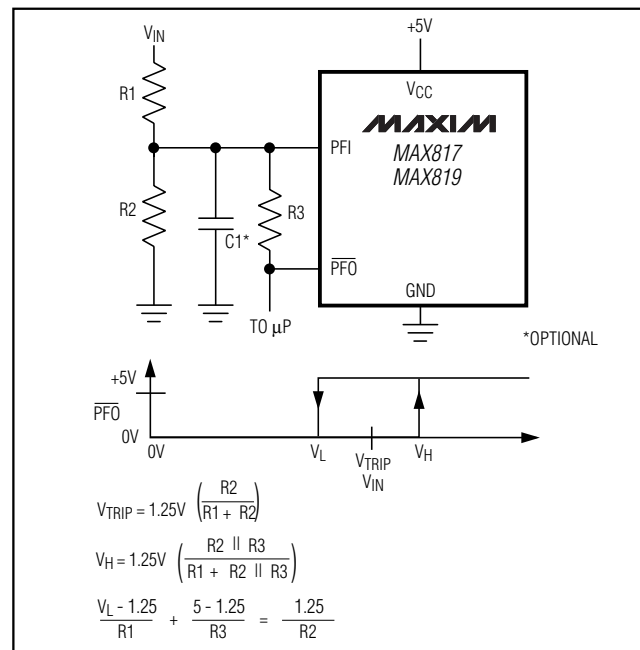 VIN
+5V
R1
VCC
MAXIM
PFI
MAX817
MAX819
R2
R3
C1*
PFO
GND
TO μP
*OPTIONAL
+5V
PFO
0V
0V
VL
VTRIP
VH
VIN
VTRIP = 1.25V (R2 / R1 + R2)
VH = 1.25V (R2 || R3 / R1 + R2 || R3)
VL - 1.25 / R1 + 5 - 1.25 / R3 = 1.25 / R2